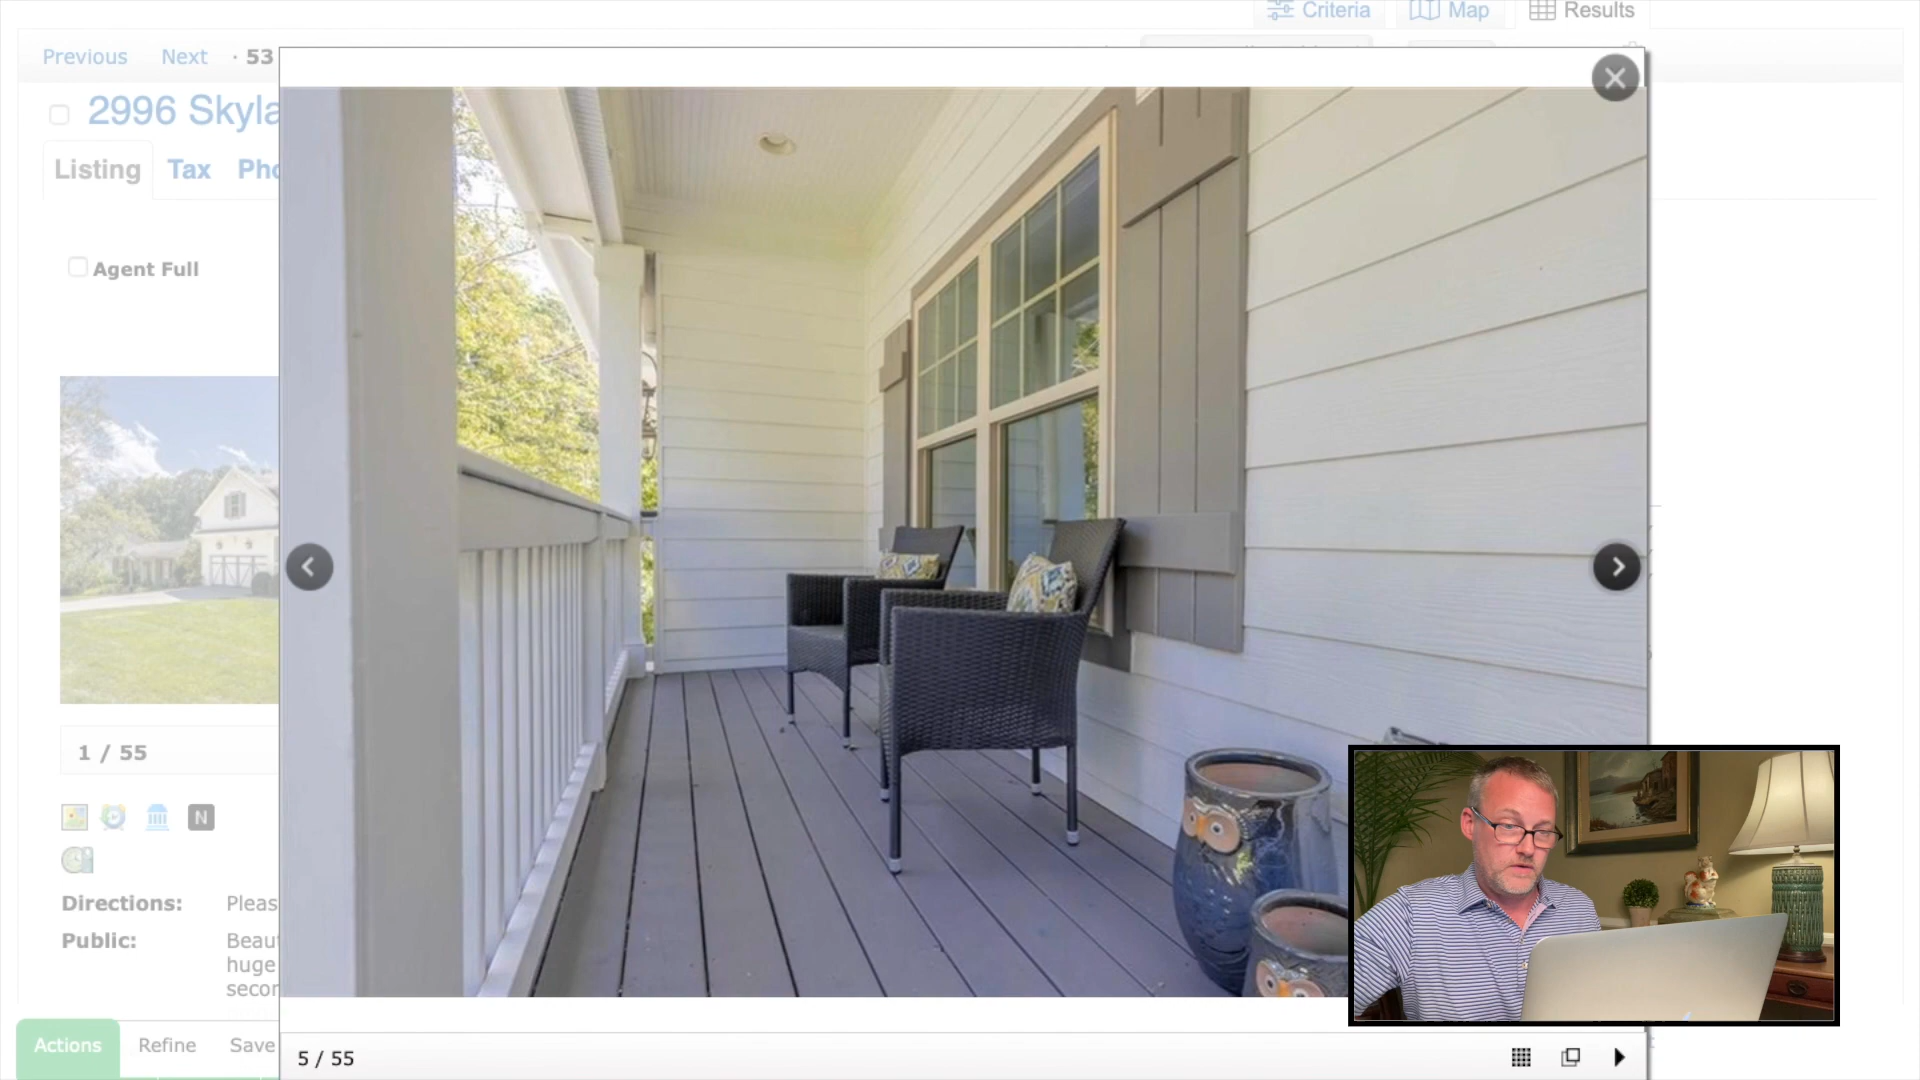 Criteria
Map
Results
Previous
Next
· 53
2996 Skyla
Listing
Tax
Pho
Agent Full
1 / 55
N
Directions:
Pleas
Public:
Beaut
huge
secon
Actions
Refine
Save
5 / 55